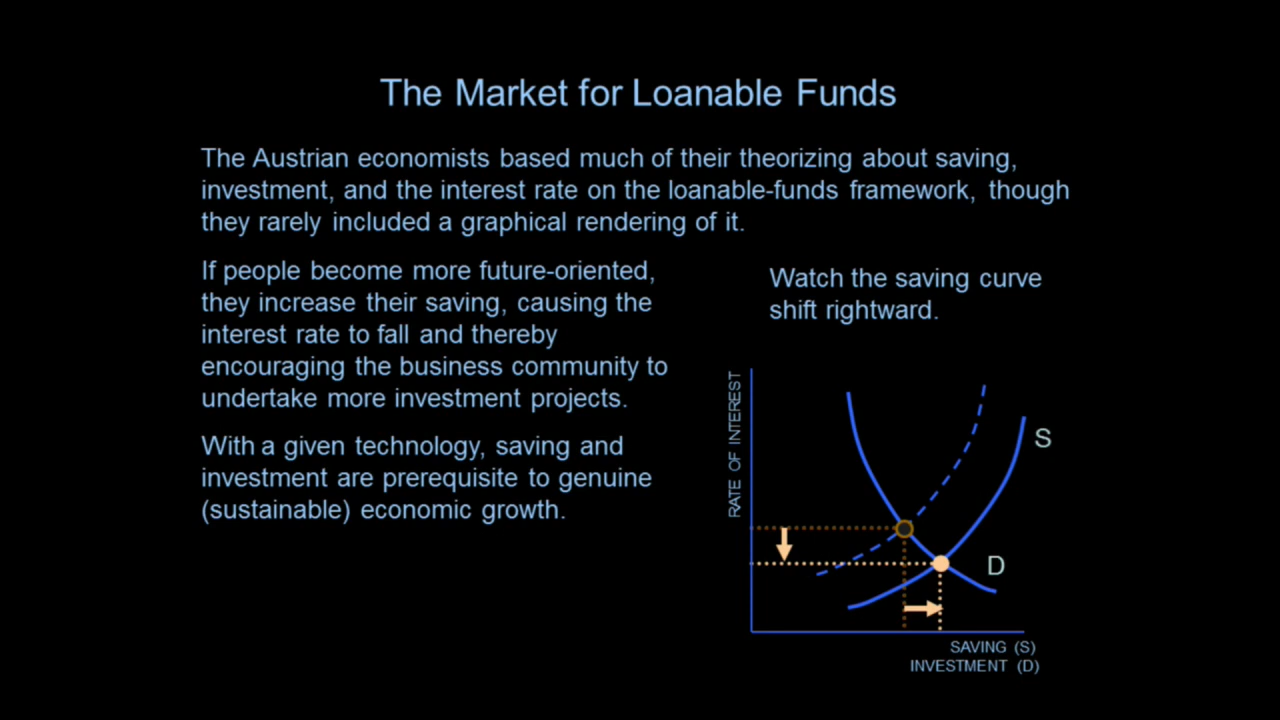 The Market for Loanable Funds
The Austrian economists based much of their theorizing about saving,
investment, and the interest rate on the loanable-funds framework, though
they rarely included a graphical rendering of it.
If people become more future-oriented,
they increase their saving, causing the
interest rate to fall and thereby
encouraging the business community to
undertake more investment projects.
With a given technology, saving and
investment are prerequisite to genuine
(sustainable) economic growth.
Watch the saving curve
shift rightward.
RATE OF INTEREST
S
D
SAVING (S)
INVESTMENT (D)